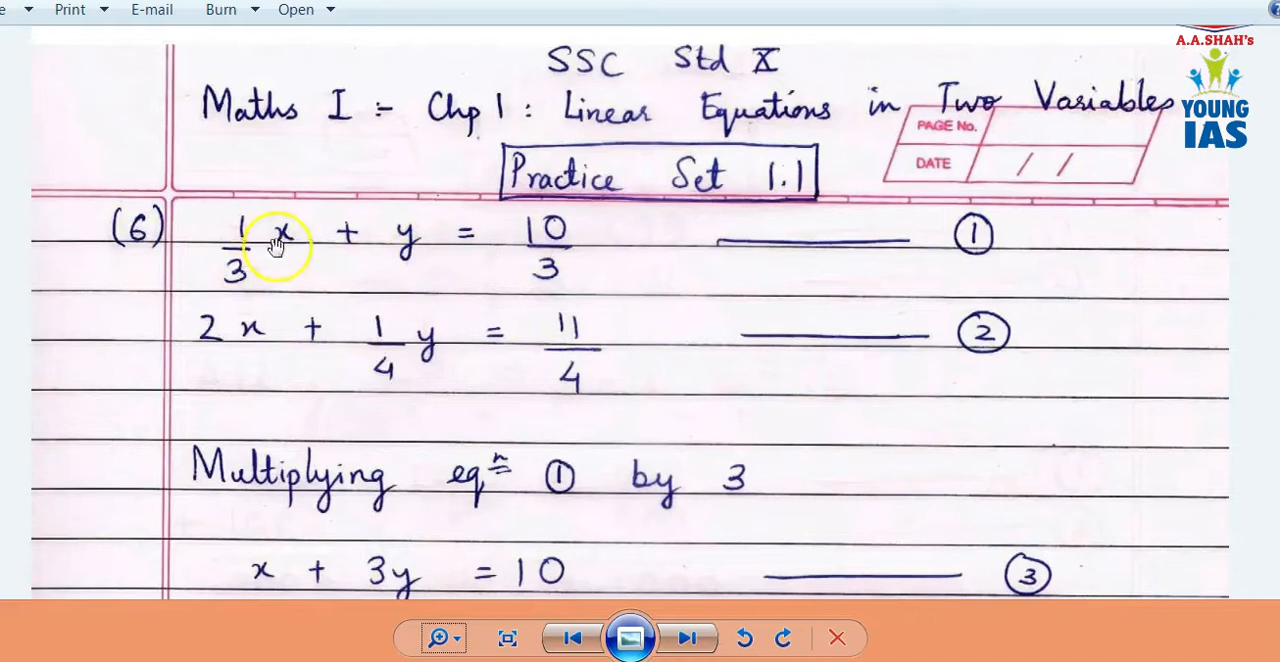 Print E-mail Burn Open
A.A.SHAH's
YOUNG
IAS
SSC Std X
Maths I :- Chp 1 : Linear Equations in Two Variables
PAGE No.
DATE / /
Practice Set 1.1
(6) 1/3 x + y = 10/3 ——— ①
2x + 1/4 y = 11/4 ——— ②
Multiplying eqⁿ ① by 3
x + 3y = 10 ——— ③